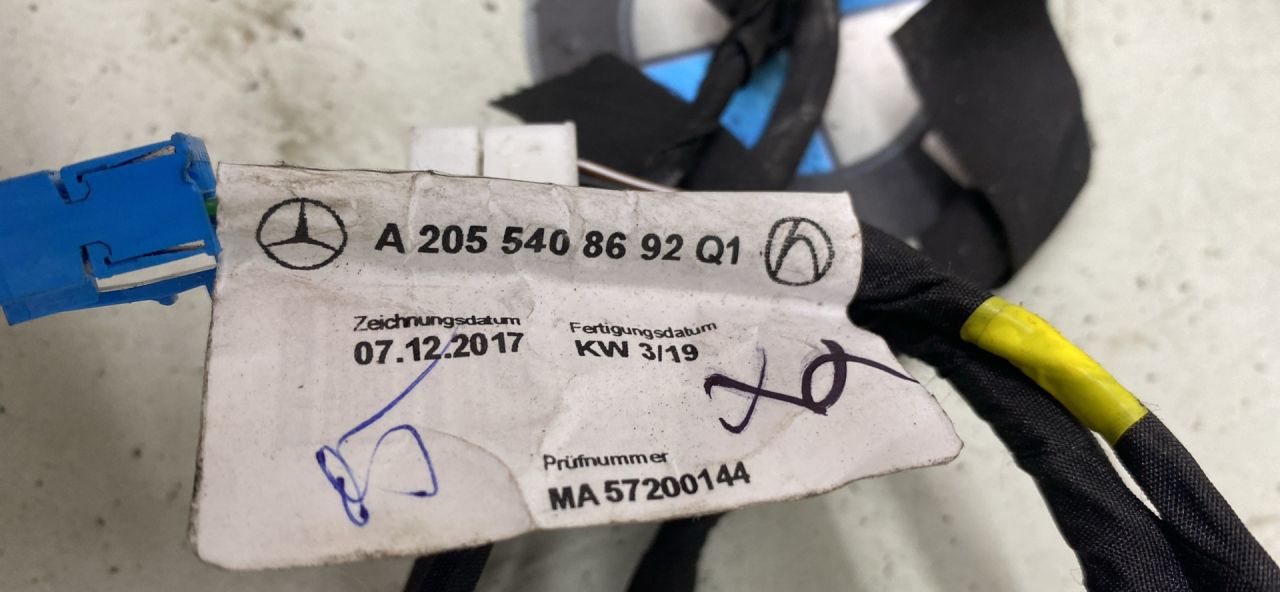 A 205 540 86 92 Q1
Zeichnungsdatum
07.12.2017
Fertigungsdatum
KW 3/19
Prüfnummer
MA 57200144